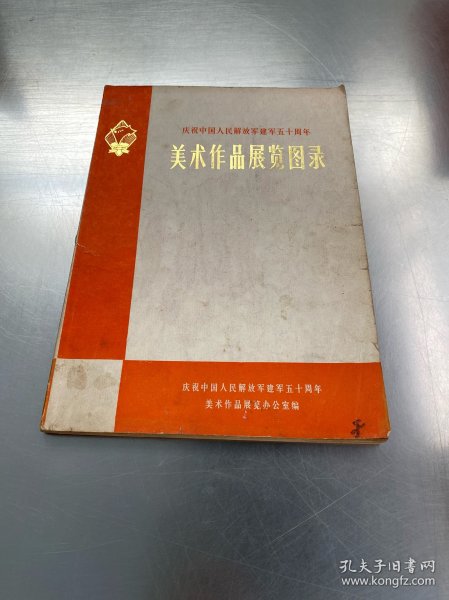 庆祝中国人民解放军建军五十周年
美术作品展览图录
庆祝中国人民解放军建军五十周年
美术作品展览办公室编
孔夫子旧书网
www.kongfz.com